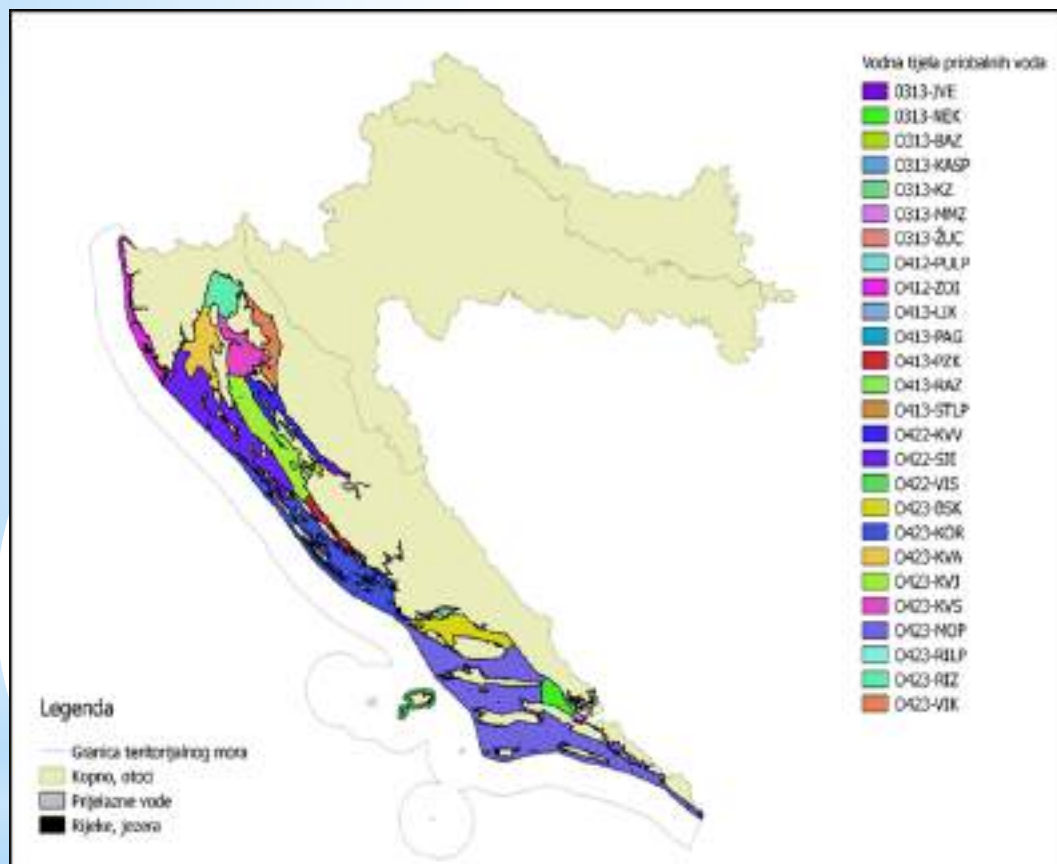 Vodna tijela priobalnih voda
0313-JVE
0313-NEK
O313-BAZ
O313-KASP
O313-KZ
O313-MMZ
O313-ŽUC
O412-PULP
O412-ZOI
O413-LIK
O413-PAG
O413-PZK
O413-RAZ
O413-STLP
O422-KVV
O422-SJI
O422-VIS
O423-BSK
O423-KOR
O423-KVA
O423-KVJ
O423-KVS
O423-MOP
O423-RILP
O423-RIZ
O423-VIK
Legenda
Granica teritorijalnog mora
Kopno, otoci
Prijelazne vode
Rijeke, jezera